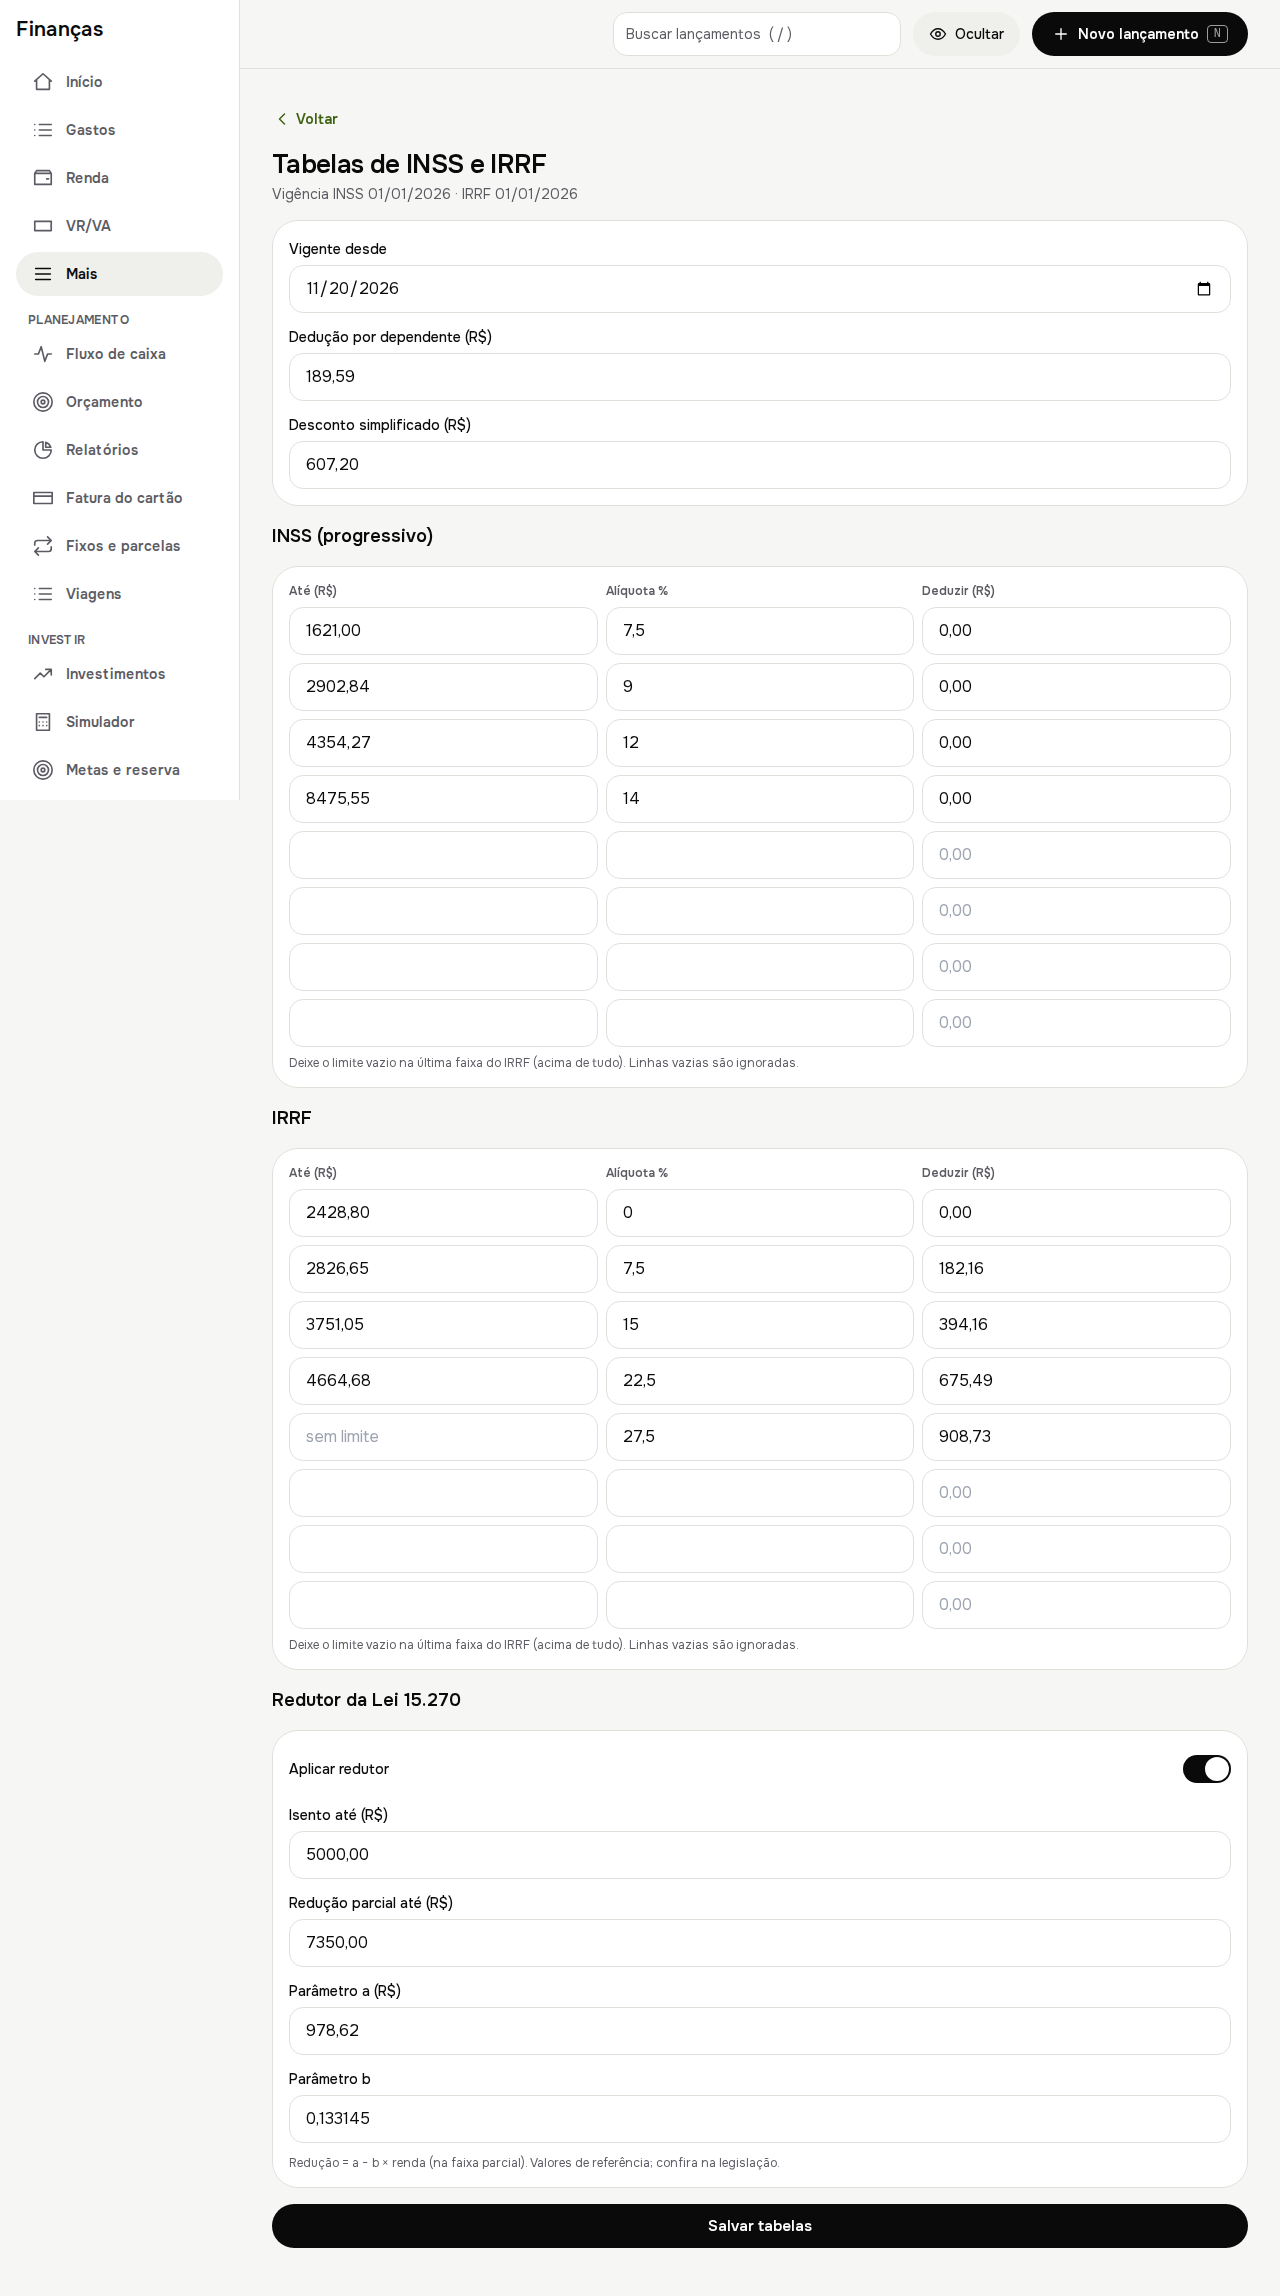 Finanças
Buscar lançamentos ( / )
Ocultar
Novo lançamento N
Início
Gastos
Renda
VR/VA
Mais
PLANEJAMENTO
Fluxo de caixa
Orçamento
Relatórios
Fatura do cartão
Fixos e parcelas
Viagens
INVESTIR
Investimentos
Simulador
Metas e reserva
Voltar
Tabelas de INSS e IRRF
Vigência INSS 01/01/2026 · IRRF 01/01/2026
Vigente desde
11/20/2026
Dedução por dependente (R$)
189,59
Desconto simplificado (R$)
607,20
INSS (progressivo)
Até (R$) Alíquota % Deduzir (R$)
1621,00 7,5 0,00
2902,84 9 0,00
4354,27 12 0,00
8475,55 14 0,00
0,00
0,00
0,00
0,00
Deixe o limite vazio na última faixa do IRRF (acima de tudo). Linhas vazias são ignoradas.
IRRF
Até (R$) Alíquota % Deduzir (R$)
2428,80 0 0,00
2826,65 7,5 182,16
3751,05 15 394,16
4664,68 22,5 675,49
sem limite 27,5 908,73
0,00
0,00
0,00
Deixe o limite vazio na última faixa do IRRF (acima de tudo). Linhas vazias são ignoradas.
Redutor da Lei 15.270
Aplicar redutor
Isento até (R$)
5000,00
Redução parcial até (R$)
7350,00
Parâmetro a (R$)
978,62
Parâmetro b
0,133145
Redução = a − b × renda (na faixa parcial). Valores de referência; confira na legislação.
Salvar tabelas